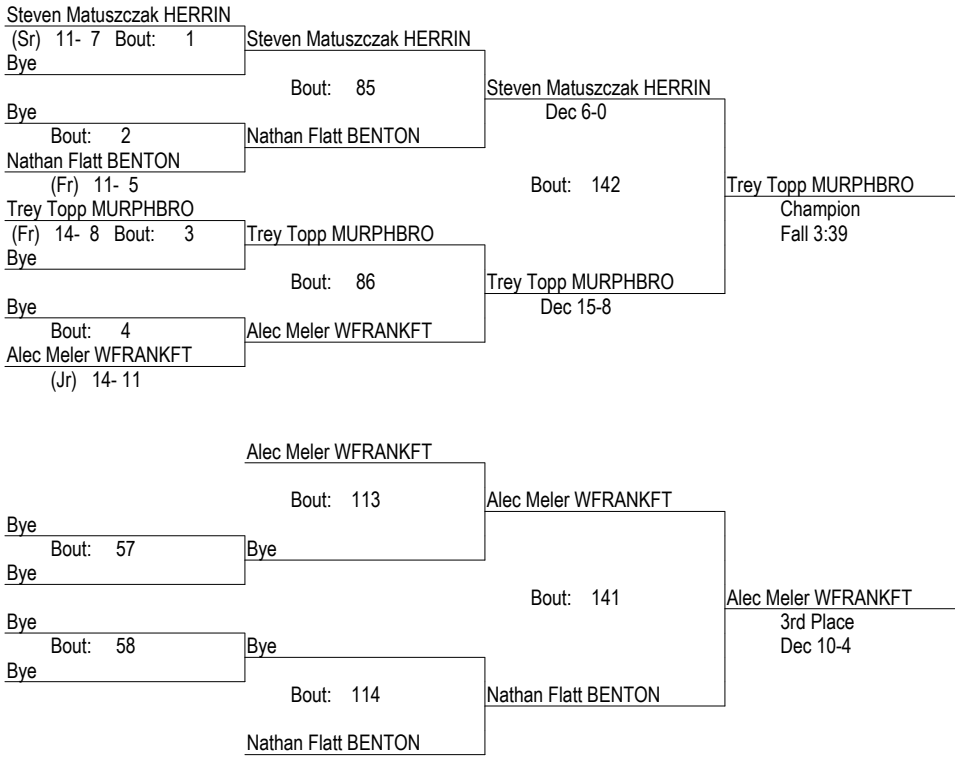 Steven Matuszczak HERRIN
(Sr) 11- 7 Bout: 1
Steven Matuszczak HERRIN
Bye
Bout: 85
Steven Matuszczak HERRIN
Bye
Dec 6-0
Bout: 2
Nathan Flatt BENTON
Nathan Flatt BENTON
(Fr) 11- 5
Bout: 142
Trey Topp MURPHBRO
Trey Topp MURPHBRO
Champion
(Fr) 14- 8 Bout: 3
Trey Topp MURPHBRO
Fall 3:39
Bye
Bout: 86
Trey Topp MURPHBRO
Bye
Dec 15-8
Bout: 4
Alec Meler WFRANKFT
Alec Meler WFRANKFT
(Jr) 14- 11
Alec Meler WFRANKFT
Bout: 113
Alec Meler WFRANKFT
Bye
Bout: 57
Bye
Bye
Bout: 141
Alec Meler WFRANKFT
Bye
3rd Place
Bout: 58
Bye
Dec 10-4
Bye
Bout: 114
Nathan Flatt BENTON
Nathan Flatt BENTON